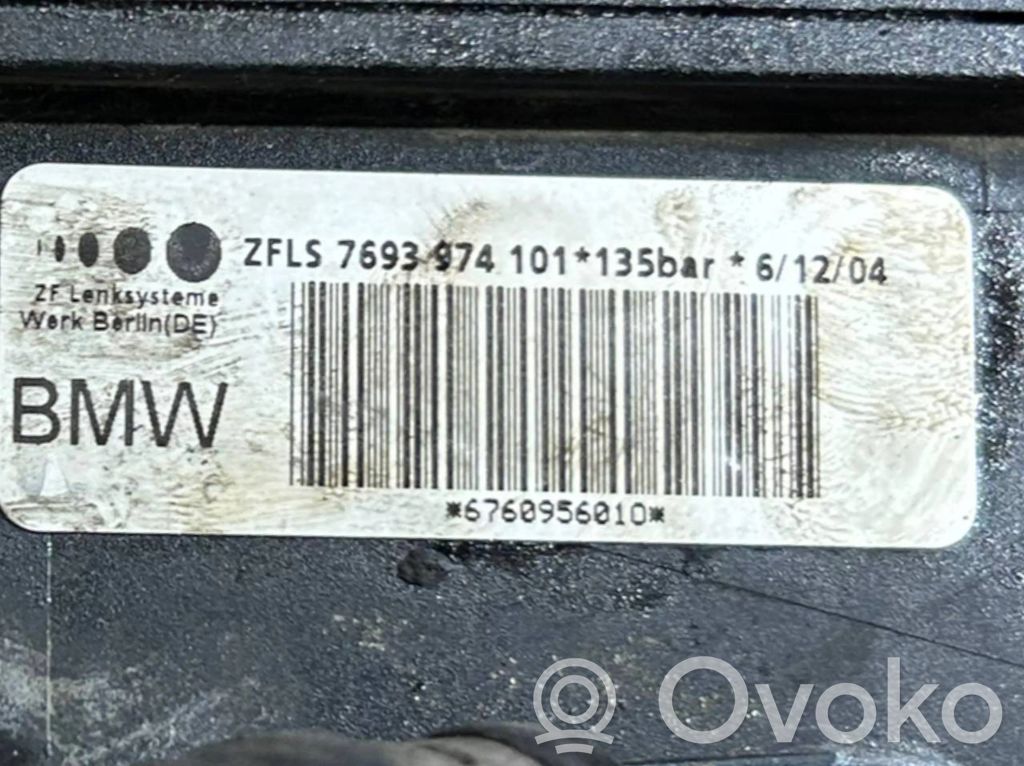 ZFLS 7693 974 101*135bar * 6/12/04
ZF Lenksysteme
Werk Berlin(DE)
BMW
*6760956010*
Ovoko